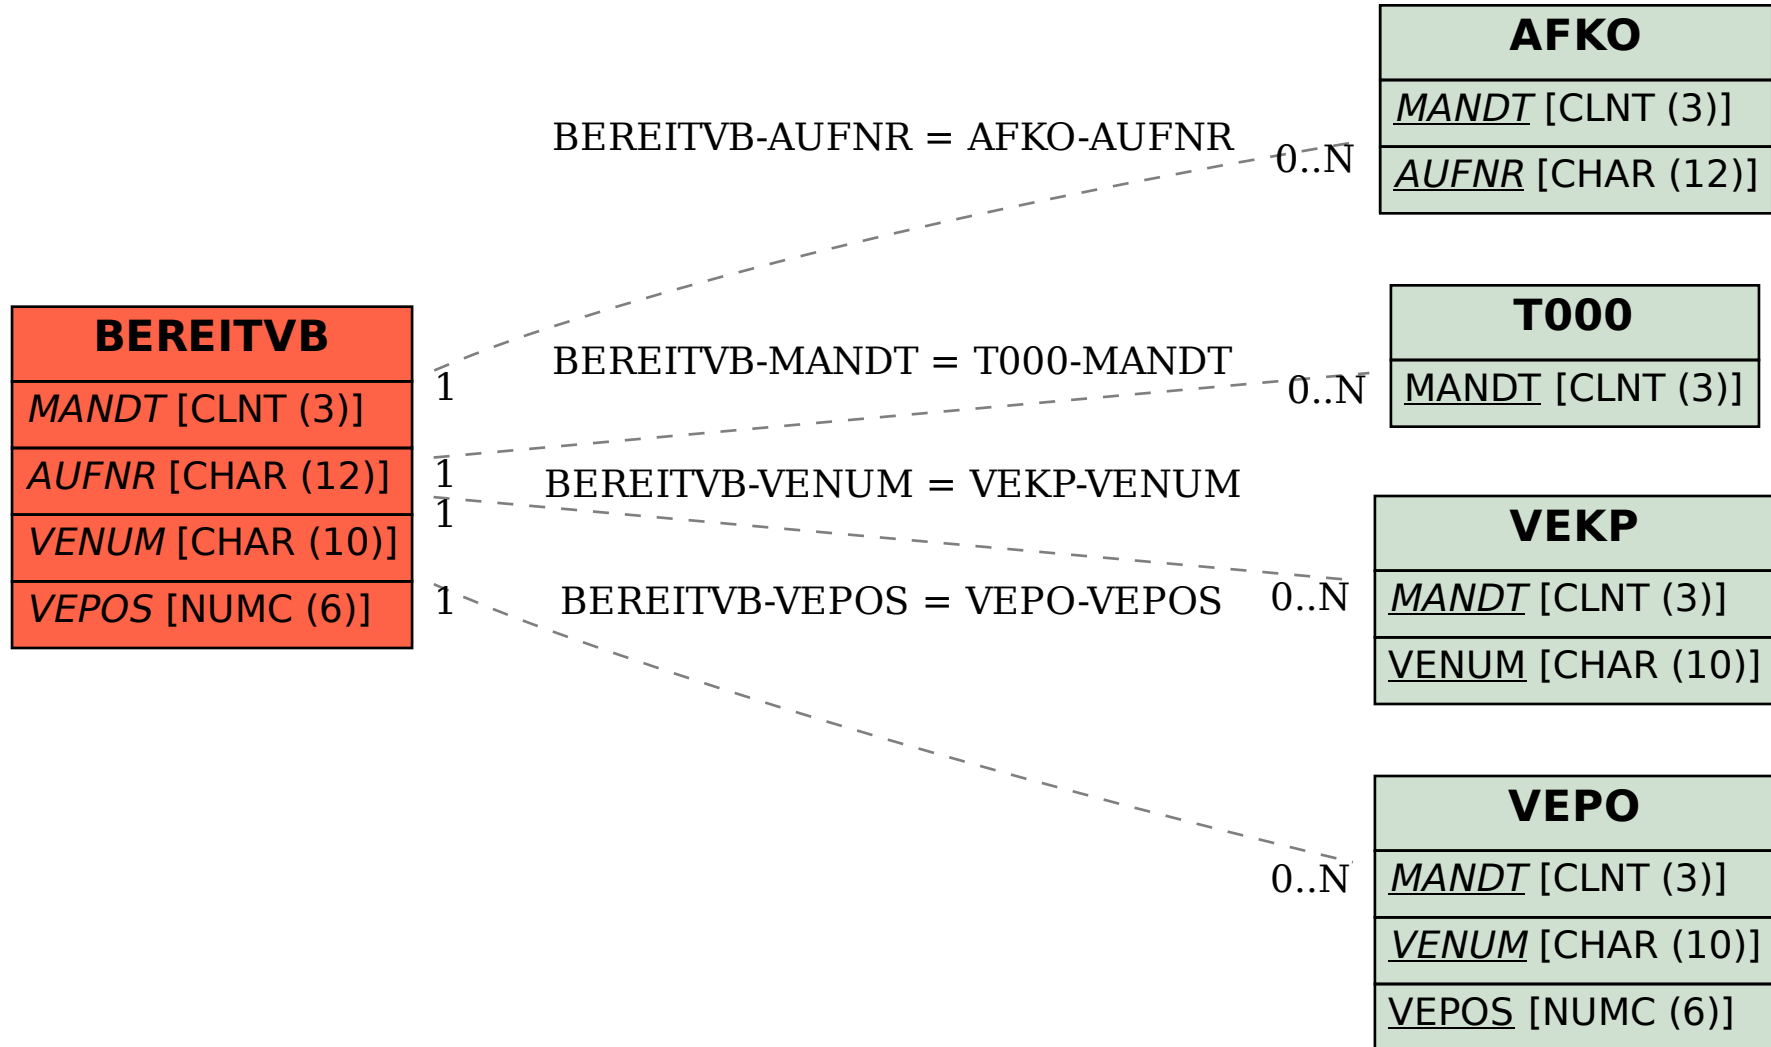 BEREITVB
MANDT [CLNT (3)]
AUFNR [CHAR (12)]
VENUM [CHAR (10)]
VEPOS [NUMC (6)]
BEREITVB-AUFNR = AFKO-AUFNR
0..N
1
BEREITVB-MANDT = T000-MANDT
0..N
1
BEREITVB-VENUM = VEKP-VENUM
1
0..N
BEREITVB-VEPOS = VEPO-VEPOS
1
0..N
AFKO
MANDT [CLNT (3)]
AUFNR [CHAR (12)]
T000
MANDT [CLNT (3)]
VEKP
MANDT [CLNT (3)]
VENUM [CHAR (10)]
VEPO
MANDT [CLNT (3)]
VENUM [CHAR (10)]
VEPOS [NUMC (6)]